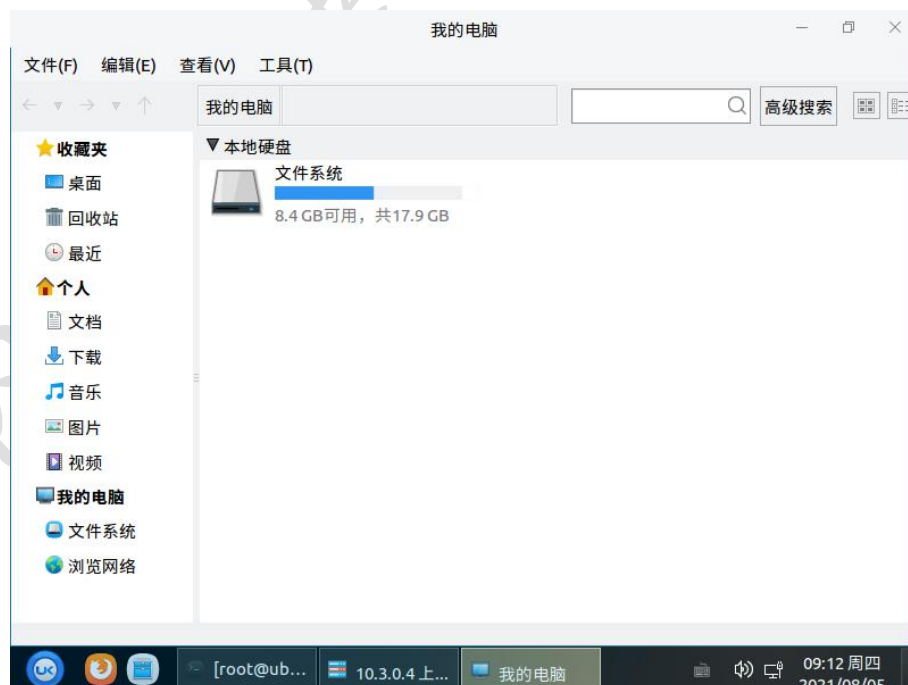 我的电脑
文件(F) 编辑(E) 查看(V) 工具(T)
我的电脑 高级搜索
收藏夹
桌面
回收站
最近
个人
文档
下载
音乐
图片
视频
我的电脑
文件系统
浏览网络
本地硬盘
文件系统
8.4 GB可用，共17.9 GB
UK
[root@ub...
10.3.0.4 上...
我的电脑
09:12 周四
2021/08/05